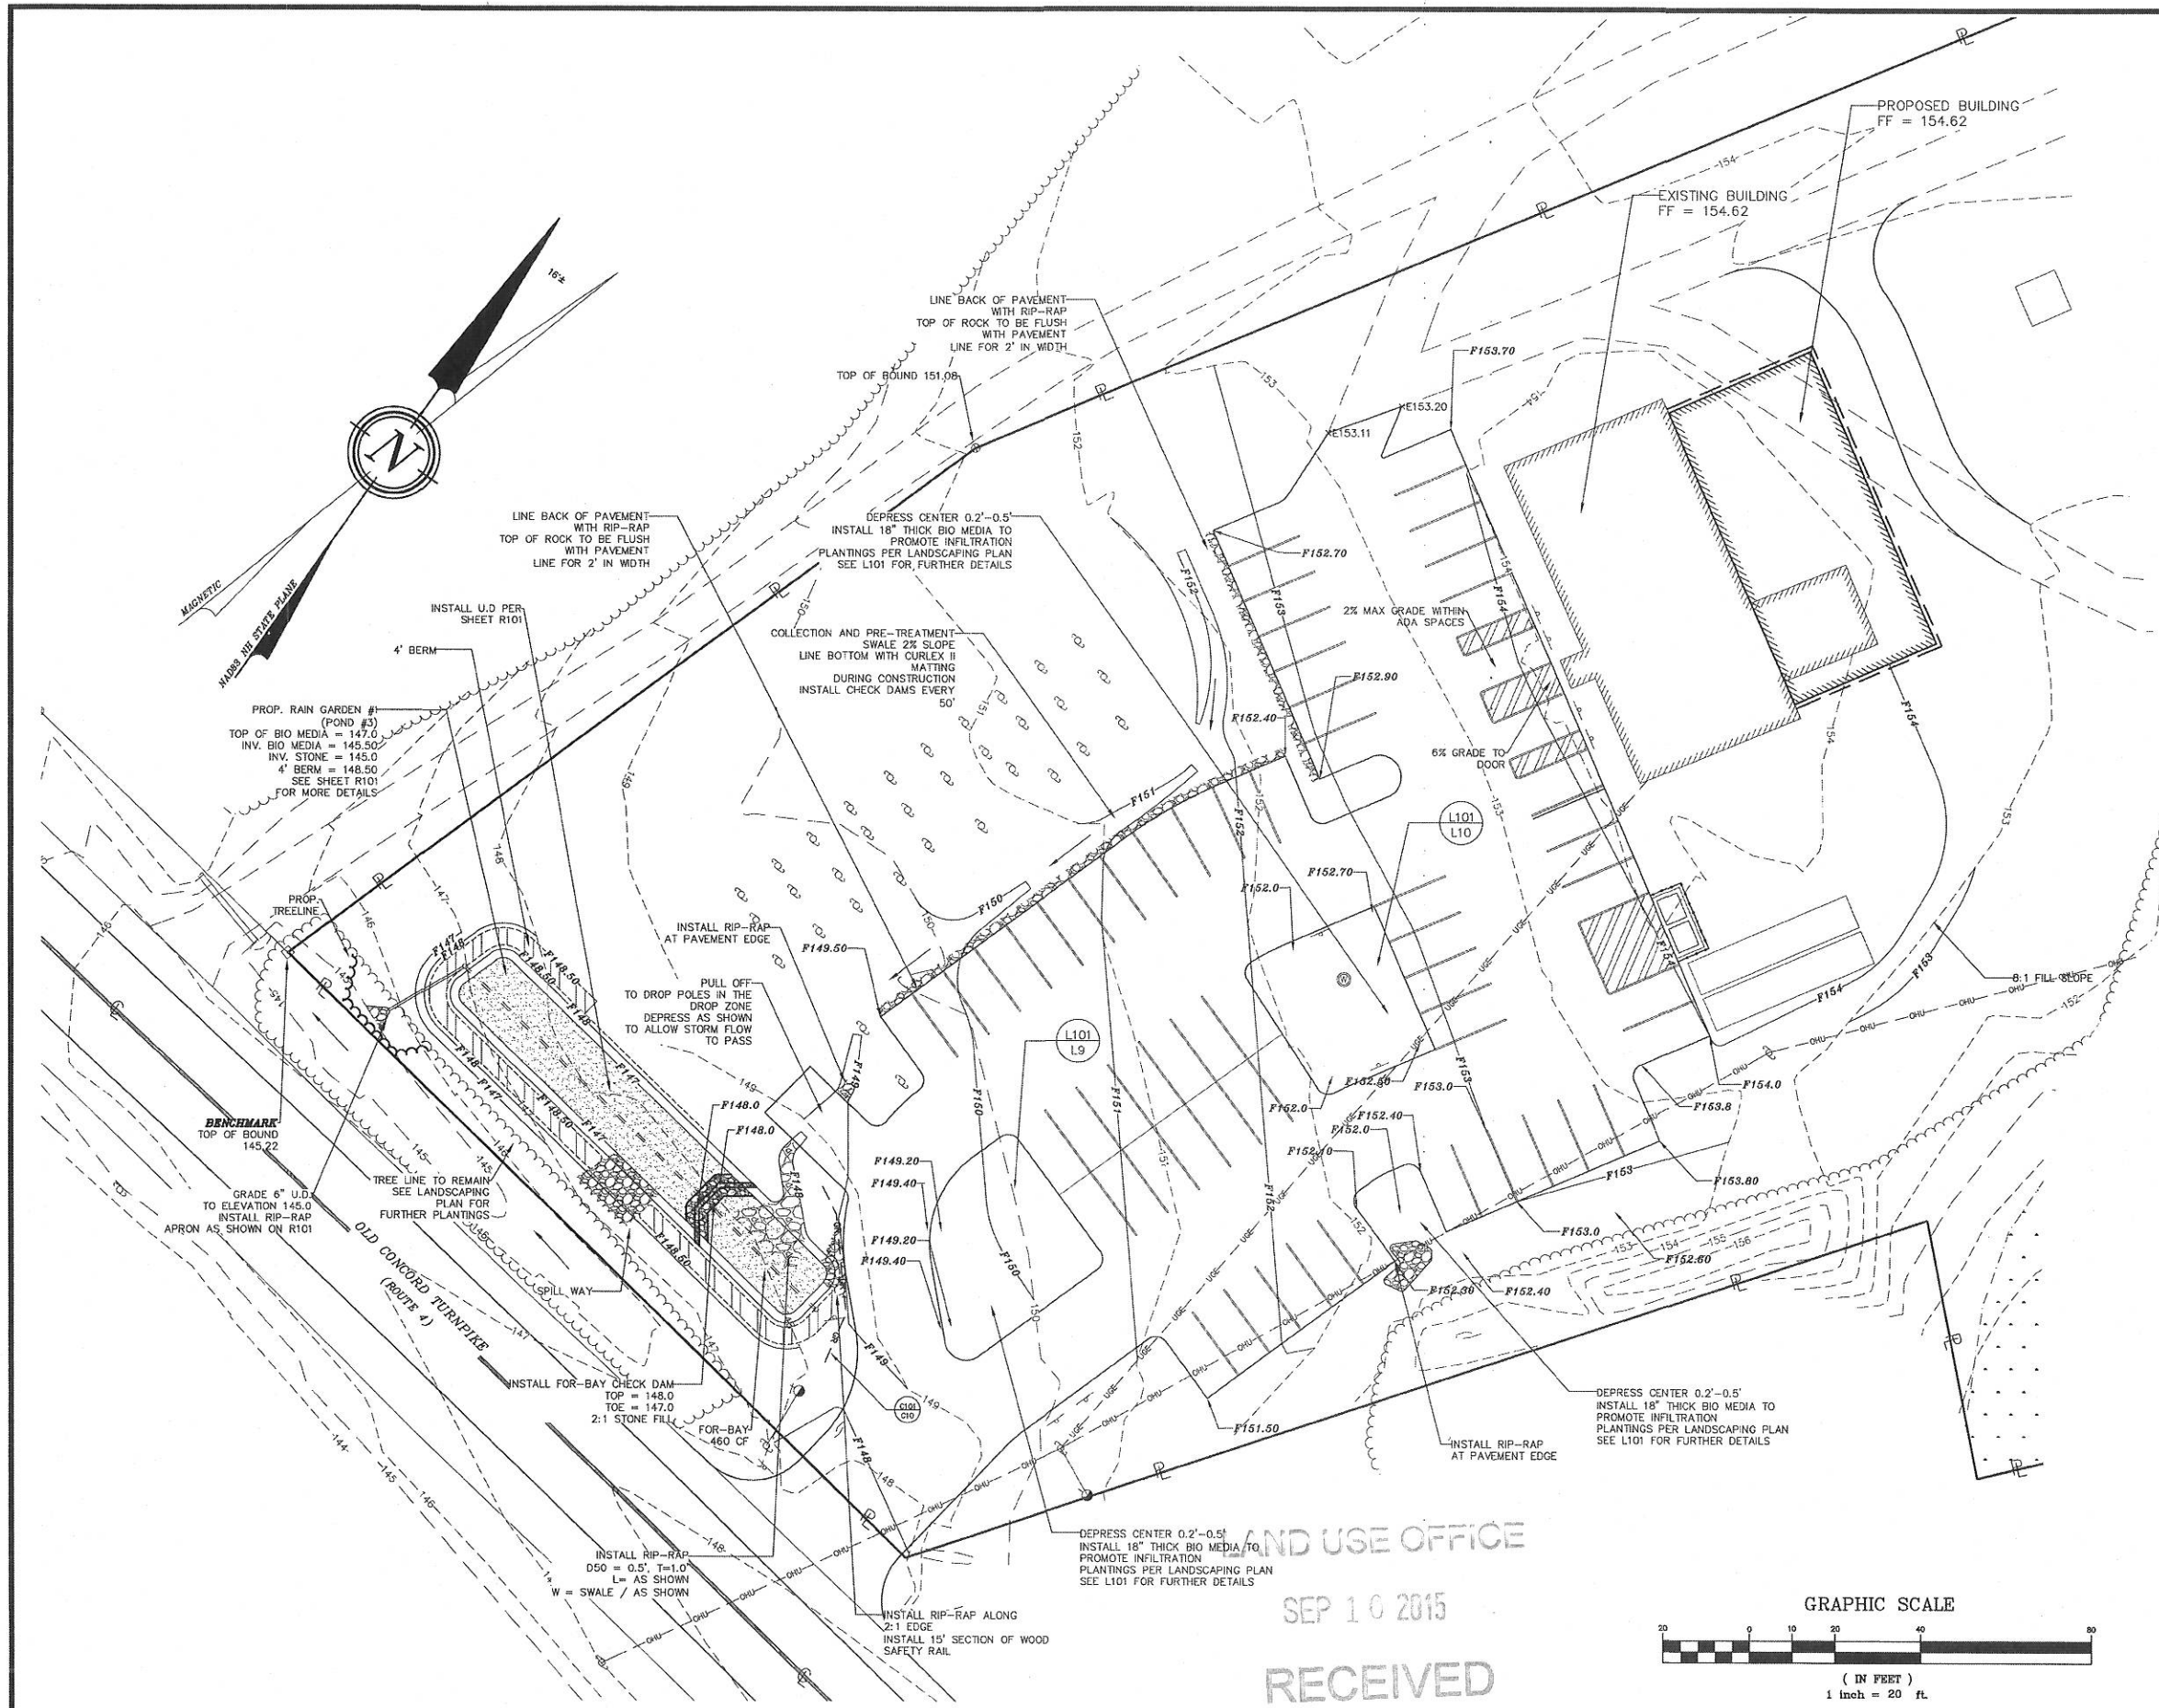 PROPOSED BUILDING
FF = 154.62
EXISTING BUILDING
FF = 154.62
LINE BACK OF PAVEMENT
WITH RIP-RAP
TOP OF ROCK TO BE FLUSH
WITH PAVEMENT
LINE FOR 2' IN WIDTH
TOP OF BOUND 151.08
16°±
N
MAGNETIC
NAD83 NH STATE PLANE
LINE BACK OF PAVEMENT
WITH RIP-RAP
TOP OF ROCK TO BE FLUSH
WITH PAVEMENT
LINE FOR 2' IN WIDTH
DEPRESS CENTER 0.2'-0.5'
INSTALL 18" THICK BIO MEDIA TO
PROMOTE INFILTRATION
PLANTINGS PER LANDSCAPING PLAN
SEE L101 FOR FURTHER DETAILS
INSTALL U.D PER
SHEET R101
4' BERM
COLLECTION AND PRE-TREATMENT
SWALE 2% SLOPE
LINE BOTTOM WITH CURLEX II
MATTING
DURING CONSTRUCTION
INSTALL CHECK DAMS EVERY
50'
PROP. RAIN GARDEN #1
(POND #3)
TOP OF BIO MEDIA = 147.0
INV. BIO MEDIA = 145.50
INV. STONE = 145.0
4' BERM = 148.50
SEE SHEET R101
FOR MORE DETAILS
F153.70
XE153.20
XE153.11
F152.70
2% MAX GRADE WITHIN
ADA SPACES
F152.90
F152.40
6% GRADE TO
DOOR
L101
L10
F152.0
F152.70
PROP.
TREELINE
INSTALL RIP-RAP
AT PAVEMENT EDGE
F149.50
PULL OFF
TO DROP POLES IN THE
DROP ZONE
DEPRESS AS SHOWN
TO ALLOW STORM FLOW
TO PASS
L101
L9
8:1 FILL SLOPE
F152.80
F153.0
F154.0
F153.8
F152.0
F152.40
F152.0
F152.10
F153.80
F153.0
F152.60
F152.30
F152.40
F148.0
F148.0
F149.20
F149.40
F149.20
F149.40
BENCHMARK
TOP OF BOUND
145.22
TREE LINE TO REMAIN
SEE LANDSCAPING
PLAN FOR
FURTHER PLANTINGS
GRADE 6" U.D.
TO ELEVATION 145.0
INSTALL RIP-RAP
APRON AS SHOWN ON R101
OLD CONCORD TURNPIKE
(ROUTE 4)
SPILL WAY
INSTALL FOR-BAY CHECK DAM
TOP = 148.0
TOE = 147.0
2:1 STONE FILL
FOR-BAY
460 CF
C101
C10
F151.50
INSTALL RIP-RAP
AT PAVEMENT EDGE
DEPRESS CENTER 0.2'-0.5'
INSTALL 18" THICK BIO MEDIA TO
PROMOTE INFILTRATION
PLANTINGS PER LANDSCAPING PLAN
SEE L101 FOR FURTHER DETAILS
INSTALL RIP-RAP
D50 = 0.5', T=1.0'
L= AS SHOWN
W = SWALE / AS SHOWN
DEPRESS CENTER 0.2'-0.5'
INSTALL 18" THICK BIO MEDIA TO
PROMOTE INFILTRATION
PLANTINGS PER LANDSCAPING PLAN
SEE L101 FOR FURTHER DETAILS
INSTALL RIP-RAP ALONG
2:1 EDGE
INSTALL 15' SECTION OF WOOD
SAFETY RAIL
LAND USE OFFICE
SEP 10 2015
RECEIVED
GRAPHIC SCALE
20 0 10 20 40 80
( IN FEET )
1 inch = 20 ft.